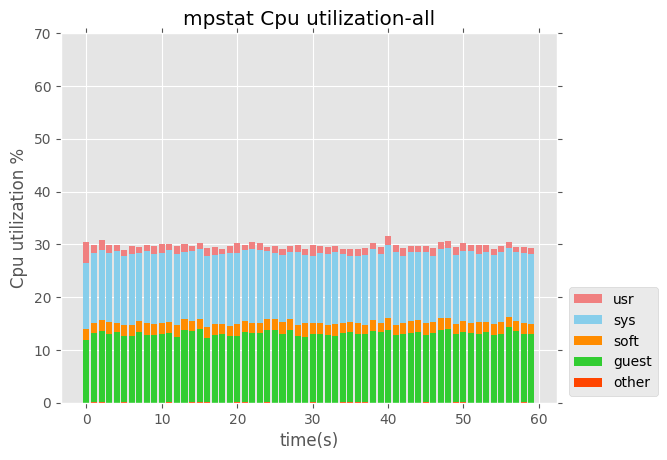 mpstat Cpu utilization-all
70
60
50
40
30
20
10
0
Cpu utilization %
0
10
20
30
40
50
60
time(s)
usr
sys
soft
guest
other